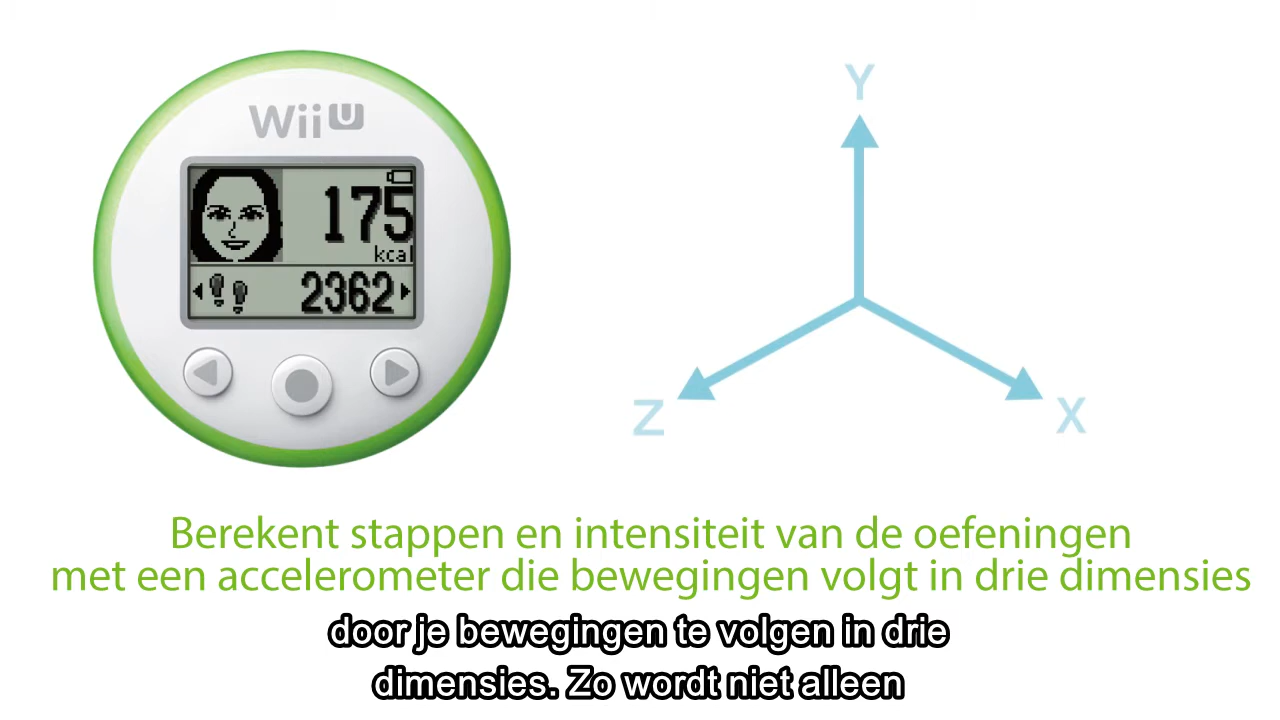 Wii U
175
kcal
2362
Y
Z
X
Berekent stappen en intensiteit van de oefeningen
met een accelerometer die bewegingen volgt in drie dimensies
door je bewegingen te volgen in drie
dimensies. Zo wordt niet alleen